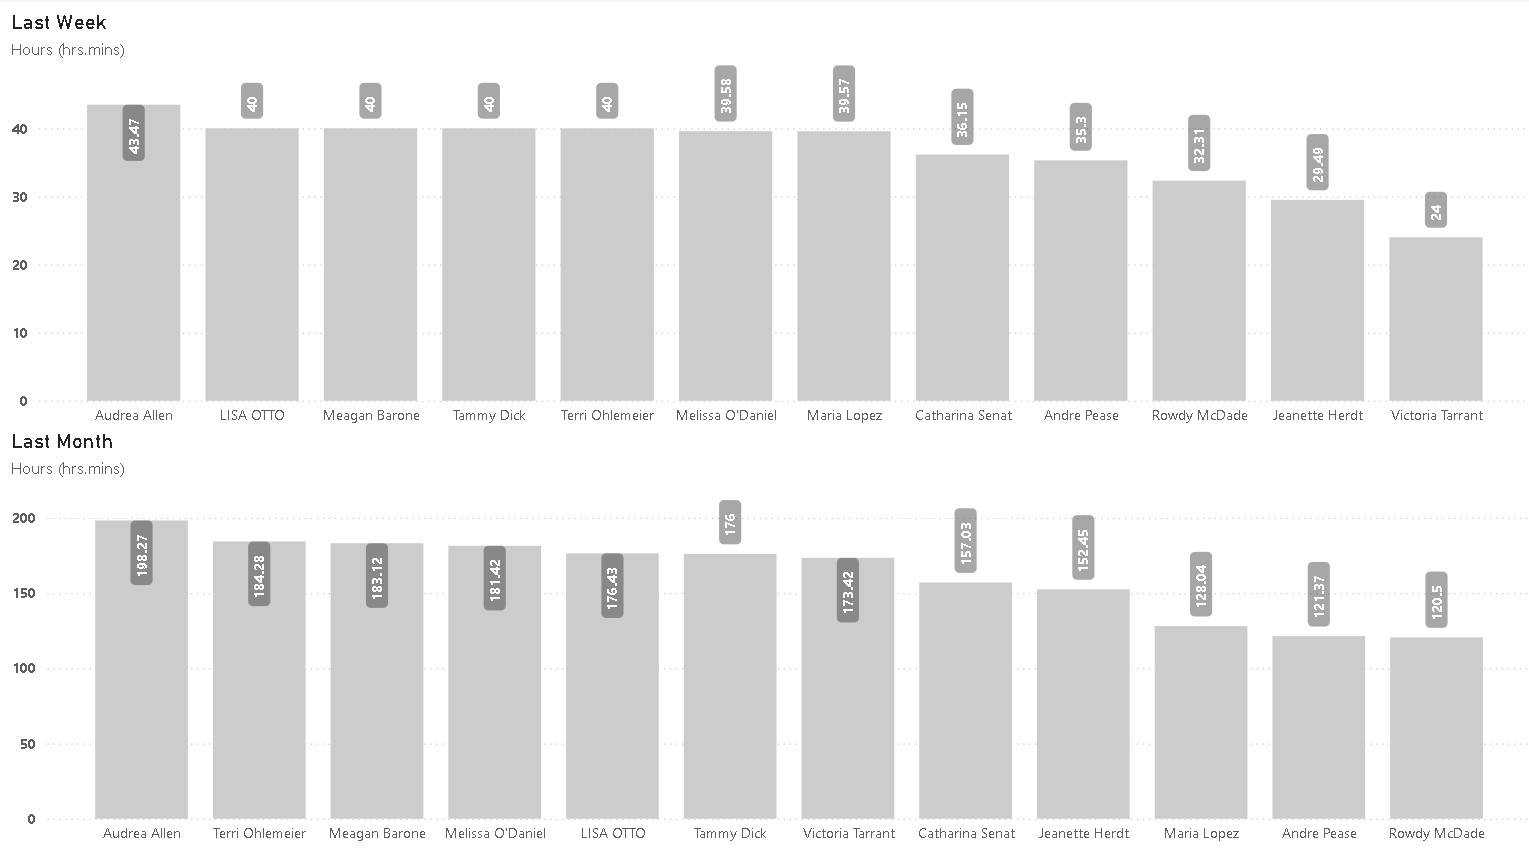 Last Week
Hours (hrs.mins)
43.47 40 40 40 40 39.58 39.57 36.15 35.3 32.31 29.49 24
40
30
20
10
0
Audrea Allen LISA OTTO Meagan Barone Tammy Dick Terri Ohlemeier Melissa O'Daniel Maria Lopez Catharina Senat Andre Pease Rowdy McDade Jeanette Herdt Victoria Tarrant
Last Month
Hours (hrs.mins)
198.27 184.28 183.12 181.42 176.43 176 173.42 157.03 152.45 128.04 121.37 120.5
200
150
100
50
0
Audrea Allen Terri Ohlemeier Meagan Barone Melissa O'Daniel LISA OTTO Tammy Dick Victoria Tarrant Catharina Senat Jeanette Herdt Maria Lopez Andre Pease Rowdy McDade